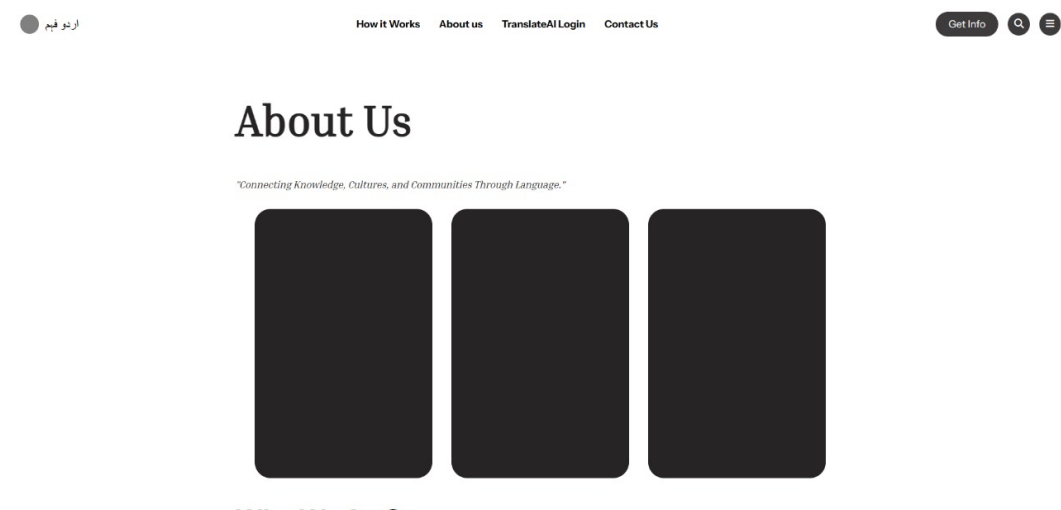 اردو فہم
How it Works
About us
TranslateAI Login
Contact Us
Get Info
About Us
"Connecting Knowledge, Cultures, and Communities Through Language."